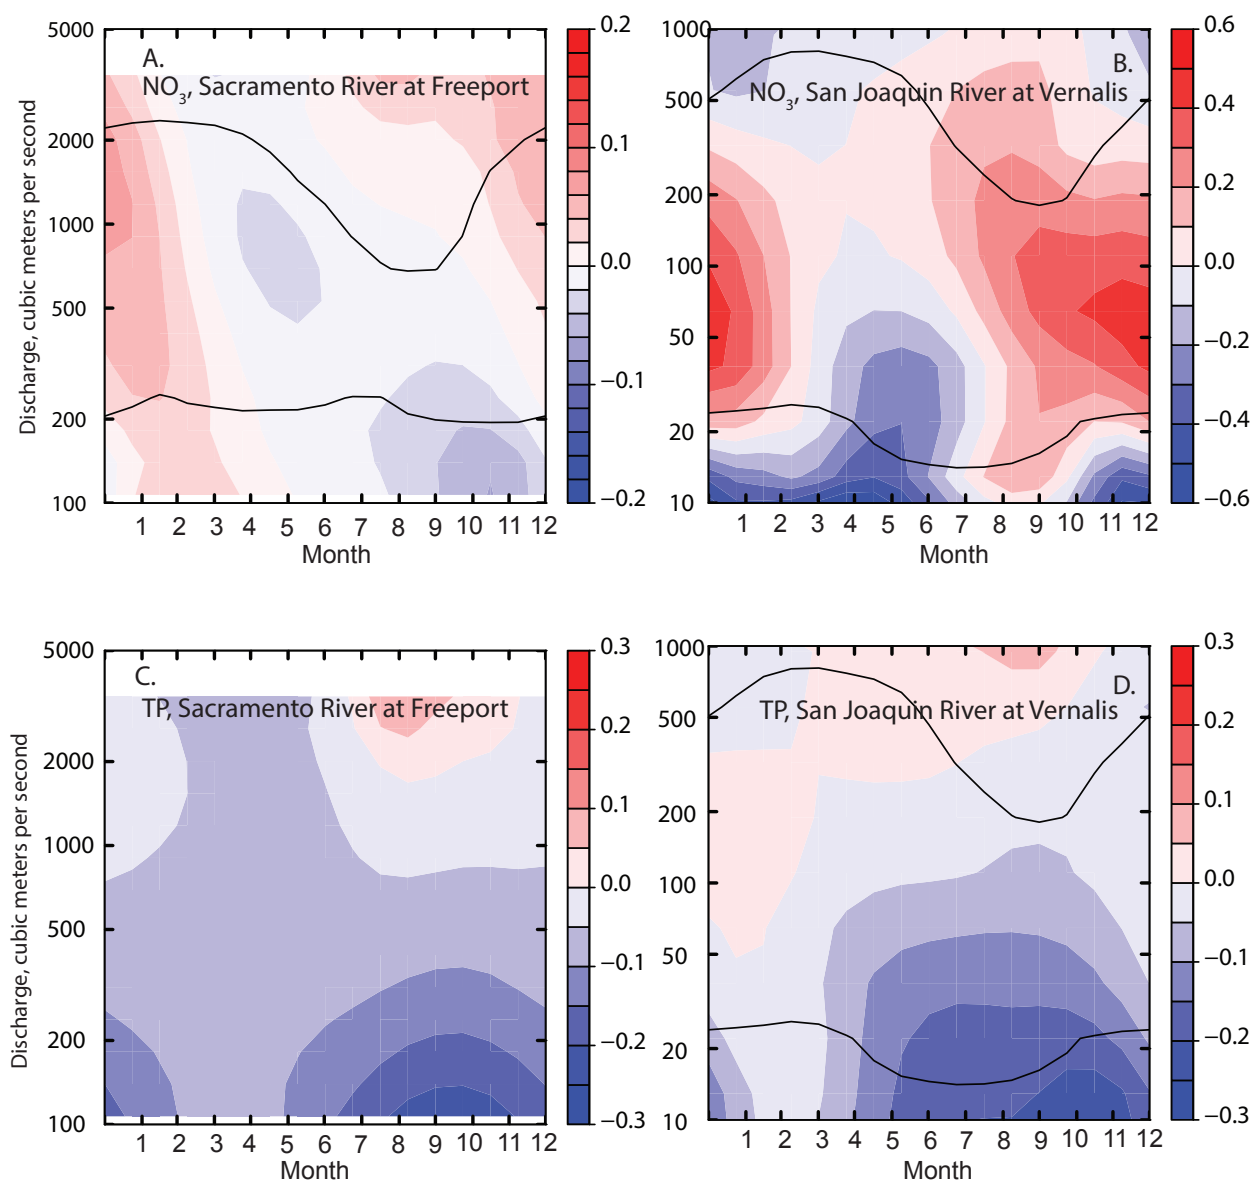 A.
NO3, Sacramento River at Freeport
Discharge, cubic meters per second
5000
2000
1000
500
200
100
1 2 3 4 5 6 7 8 9 10 11 12
Month
0.2
0.1
0.0
−0.1
−0.2
B.
NO3, San Joaquin River at Vernalis
1000
500
200
100
50
20
10
1 2 3 4 5 6 7 8 9 10 11 12
Month
0.6
0.4
0.2
0.0
−0.2
−0.4
−0.6
C.
TP, Sacramento River at Freeport
Discharge, cubic meters per second
5000
2000
1000
500
200
100
1 2 3 4 5 6 7 8 9 10 11 12
Month
0.3
0.2
0.1
0.0
−0.1
−0.2
−0.3
D.
TP, San Joaquin River at Vernalis
1000
500
200
100
50
20
10
1 2 3 4 5 6 7 8 9 10 11 12
Month
0.3
0.2
0.1
0.0
−0.1
−0.2
−0.3